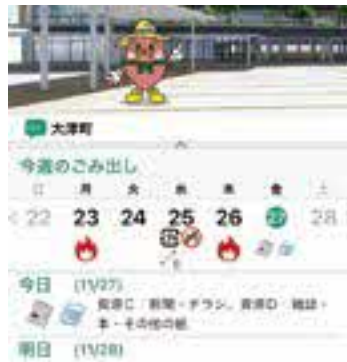 大津町
今週のごみ出し
日 月 火 水 木 金 土
22 23 24 25 26 27 28
今日 (11/27)
資源C 新聞・チラシ、資源D 雑誌・
本・その他の紙
明日 (11/28)